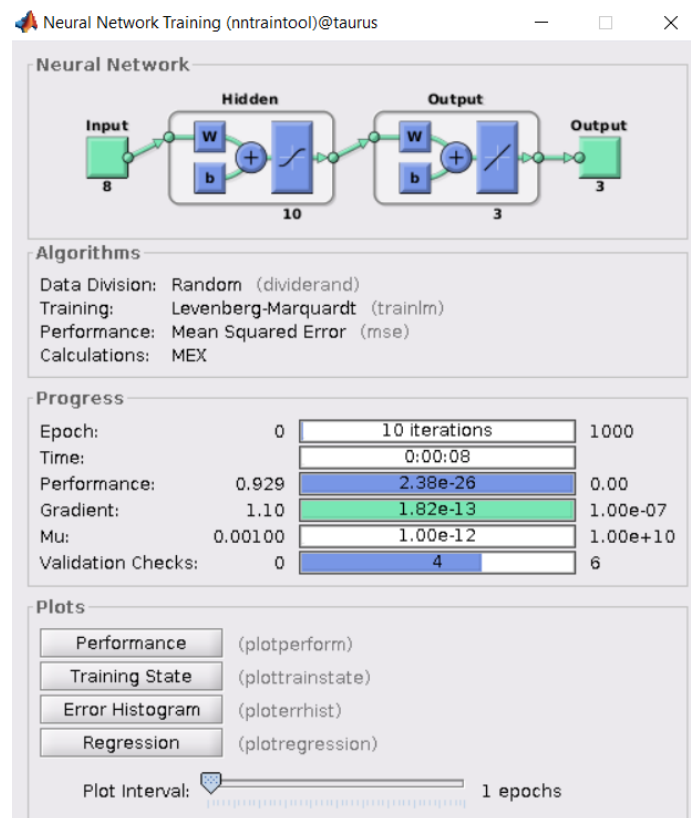 Neural Network Training (nntraintool)@taurus
Neural Network
Hidden
Output
Input
W
b
+
W
b
+
Output
8
10
3
3
Algorithms
Data Division: Random (dividerand)
Training: Levenberg-Marquardt (trainlm)
Performance: Mean Squared Error (mse)
Calculations: MEX
Progress
Epoch: 0 10 iterations 1000
Time: 0:00:08
Performance: 0.929 2.38e-26 0.00
Gradient: 1.10 1.82e-13 1.00e-07
Mu: 0.00100 1.00e-12 1.00e+10
Validation Checks: 0 4 6
Plots
Performance (plotperform)
Training State (plottrainstate)
Error Histogram (ploterrhist)
Regression (plotregression)
Plot Interval: 1 epochs